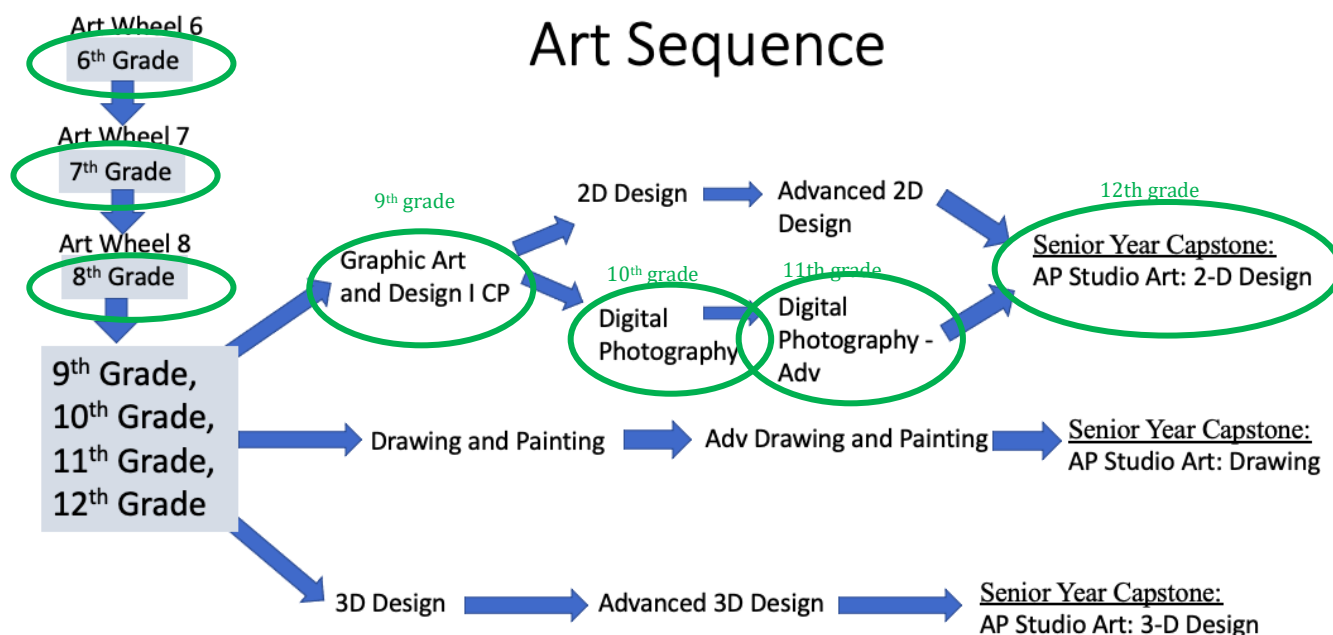 Art Sequence
Art Wheel 6
6th Grade
Art Wheel 7
7th Grade
Art Wheel 8
8th Grade
9th Grade,
10th Grade,
11th Grade,
12th Grade
9th grade
Graphic Art
and Design I CP
2D Design
Advanced 2D
Design
10th grade
Digital
Photography
11th grade
Digital
Photography -
Adv
12th grade
Senior Year Capstone:
AP Studio Art: 2-D Design
Drawing and Painting
Adv Drawing and Painting
Senior Year Capstone:
AP Studio Art: Drawing
3D Design
Advanced 3D Design
Senior Year Capstone:
AP Studio Art: 3-D Design